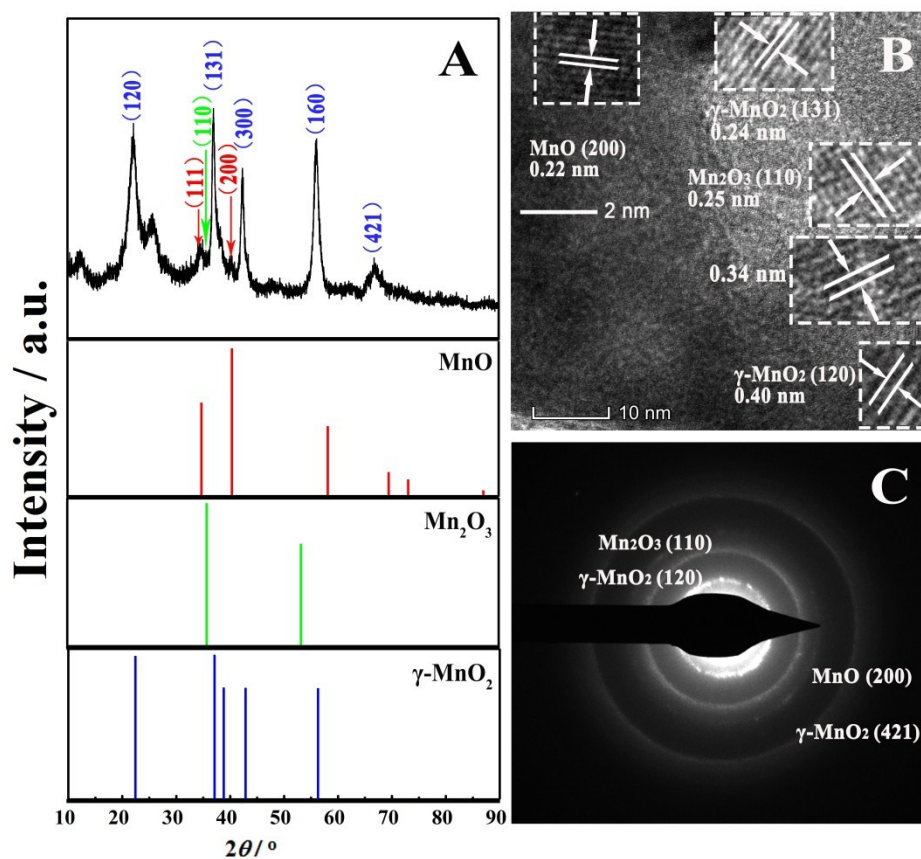 A
(120)
(111)
(110)
(131)
(200)
(300)
(160)
(421)
MnO
Mn₂O₃
γ-MnO₂
Intensity / a.u.
10 20 30 40 50 60 70 80 90
2θ / °
B
MnO (200)
0.22 nm
2 nm
γ-MnO₂ (131)
0.24 nm
Mn₂O₃ (110)
0.25 nm
0.34 nm
γ-MnO₂ (120)
0.40 nm
10 nm
C
Mn₂O₃ (110)
γ-MnO₂ (120)
MnO (200)
γ-MnO₂ (421)